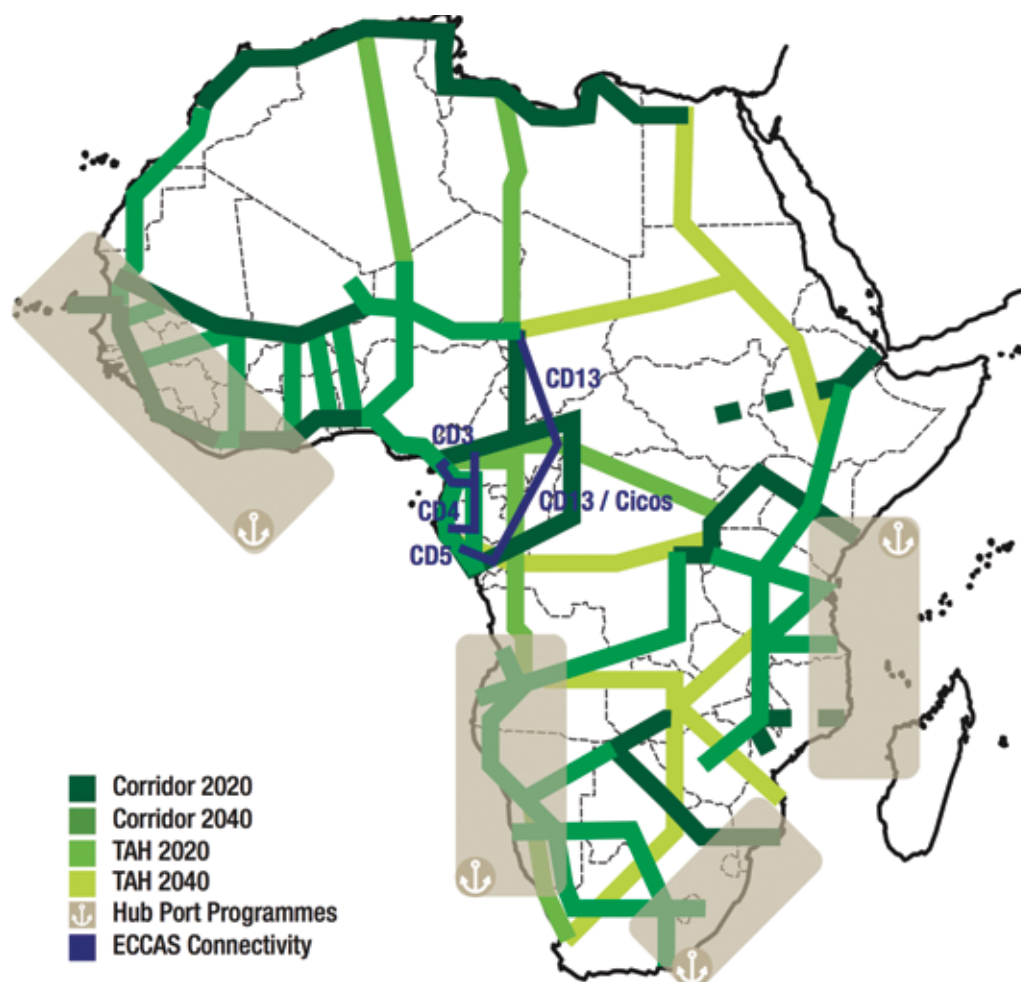 CD13
CD3
CD13 / Cicos
CD4
CD5
Corridor 2020
Corridor 2040
TAH 2020
TAH 2040
Hub Port Programmes
ECCAS Connectivity